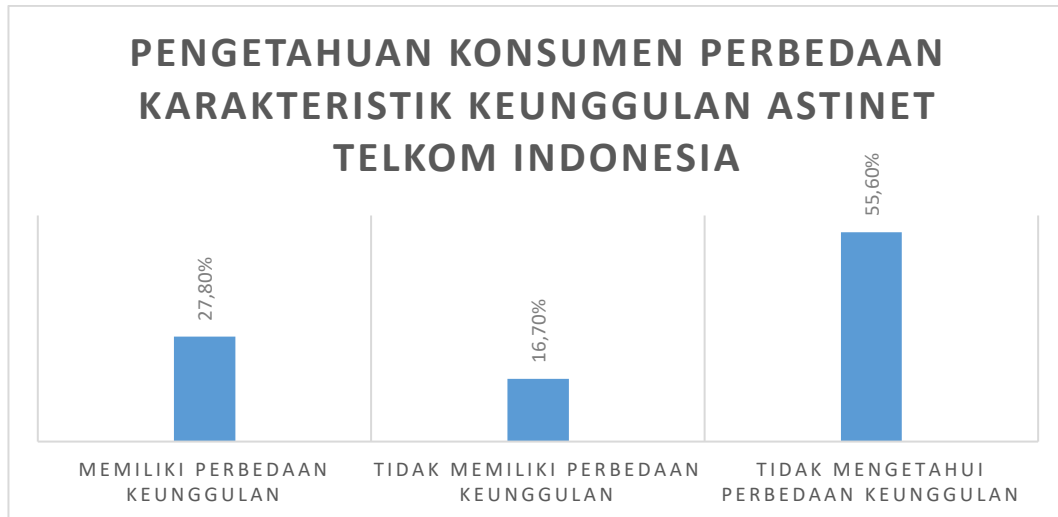 PENGETAHUAN KONSUMEN PERBEDAAN
KARAKTERISTIK KEUNGGULAN ASTINET
TELKOM INDONESIA
27,80%
16,70%
55,60%
MEMILIKI PERBEDAAN
KEUNGGULAN
TIDAK MEMILIKI PERBEDAAN
KEUNGGULAN
TIDAK MENGETAHUI
PERBEDAAN KEUNGGULAN